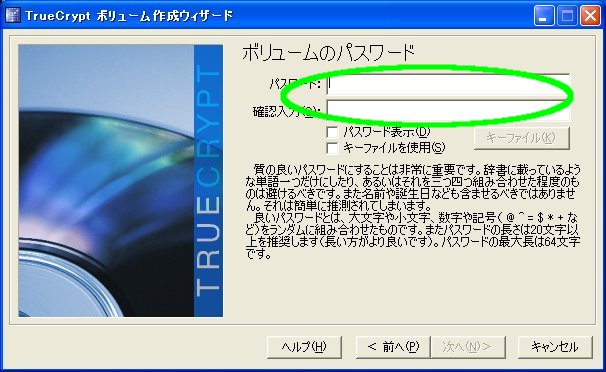 TrueCrypt ボリューム作成ウィザード
TRUECRYPT
ボリュームのパスワード
パスワード:
確認入力(C):
パスワード表示(D)
キーファイルを使用(S)
キーファイル(K)
質の良いパスワードにすることは非常に重要です。辞書に載っているよう
な単語一つだけにしたり、あるいはそれを三つ四つ組み合わせた程度のも
のは避けるべきです。また名前や誕生日なども含ませるべきではありませ
ん。それは簡単に推測されてしまいます。
良いパスワードとは、大文字や小文字、数字や記号( @ ^ = $ * + な
ど)をランダムに組み合わせたものです。またパスワードの長さは20文字以
上を推奨します(長い方がより良いです)。パスワードの最大長は64文字で
す。
ヘルプ(H)
< 前へ(P)
次へ(N) >
キャンセル